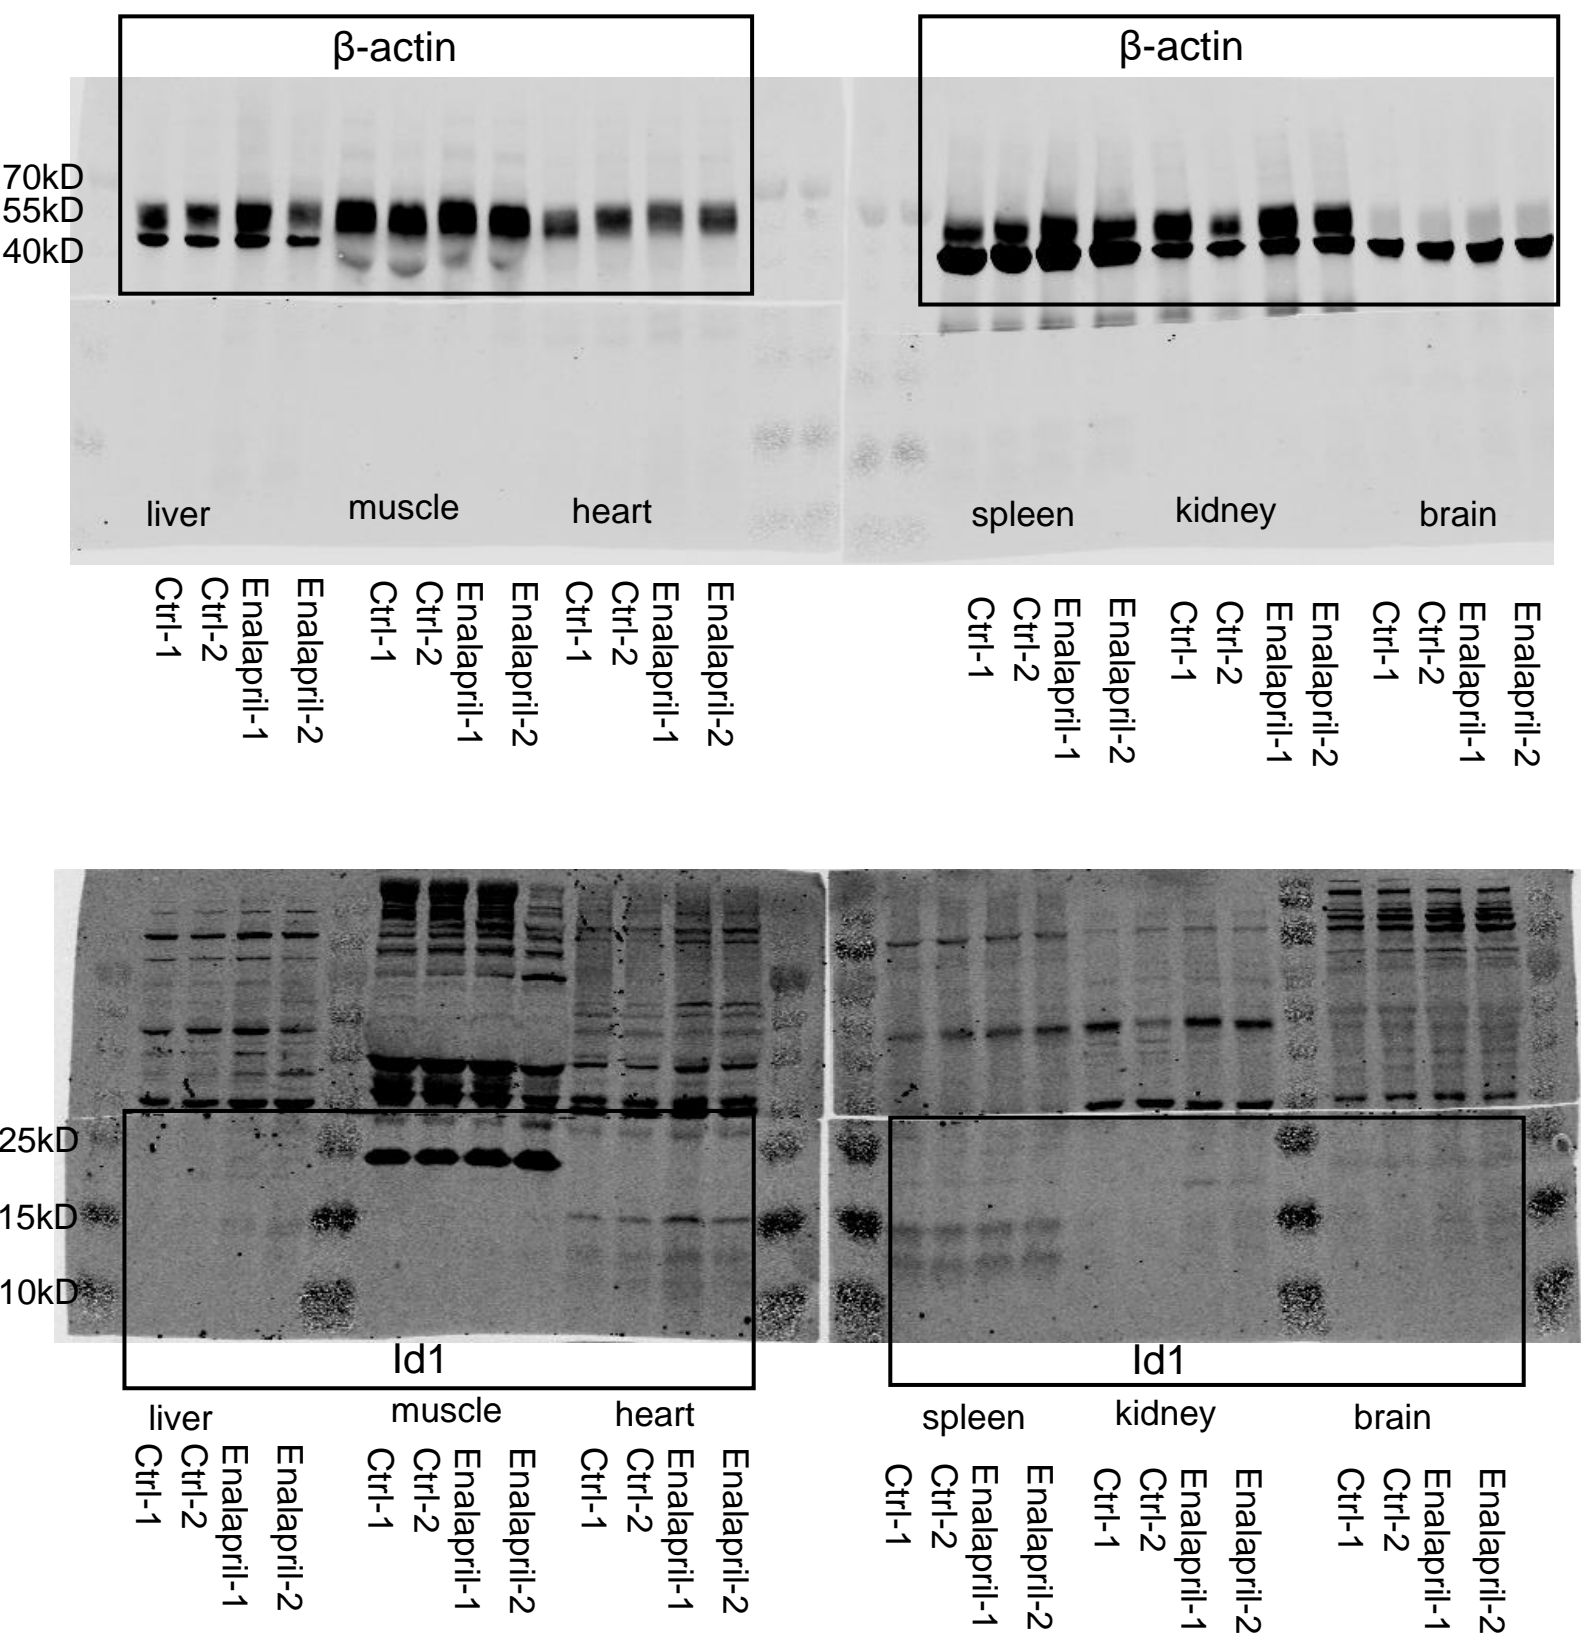 β-actin
β-actin
70kD
55kD
40kD
liver
muscle
heart
spleen
kidney
brain
Ctrl-1
Ctrl-2
Enalapril-1
Enalapril-2
Ctrl-1
Ctrl-2
Enalapril-1
Enalapril-2
Ctrl-1
Ctrl-2
Enalapril-1
Enalapril-2
Ctrl-1
Ctrl-2
Enalapril-1
Enalapril-2
Ctrl-1
Ctrl-2
Enalapril-1
Enalapril-2
Ctrl-1
Ctrl-2
Enalapril-1
Enalapril-2
25kD
15kD
10kD
Id1
Id1
liver
muscle
heart
spleen
kidney
brain
Ctrl-1
Ctrl-2
Enalapril-1
Enalapril-2
Ctrl-1
Ctrl-2
Enalapril-1
Enalapril-2
Ctrl-1
Ctrl-2
Enalapril-1
Enalapril-2
Ctrl-1
Ctrl-2
Enalapril-1
Enalapril-2
Ctrl-1
Ctrl-2
Enalapril-1
Enalapril-2
Ctrl-1
Ctrl-2
Enalapril-1
Enalapril-2